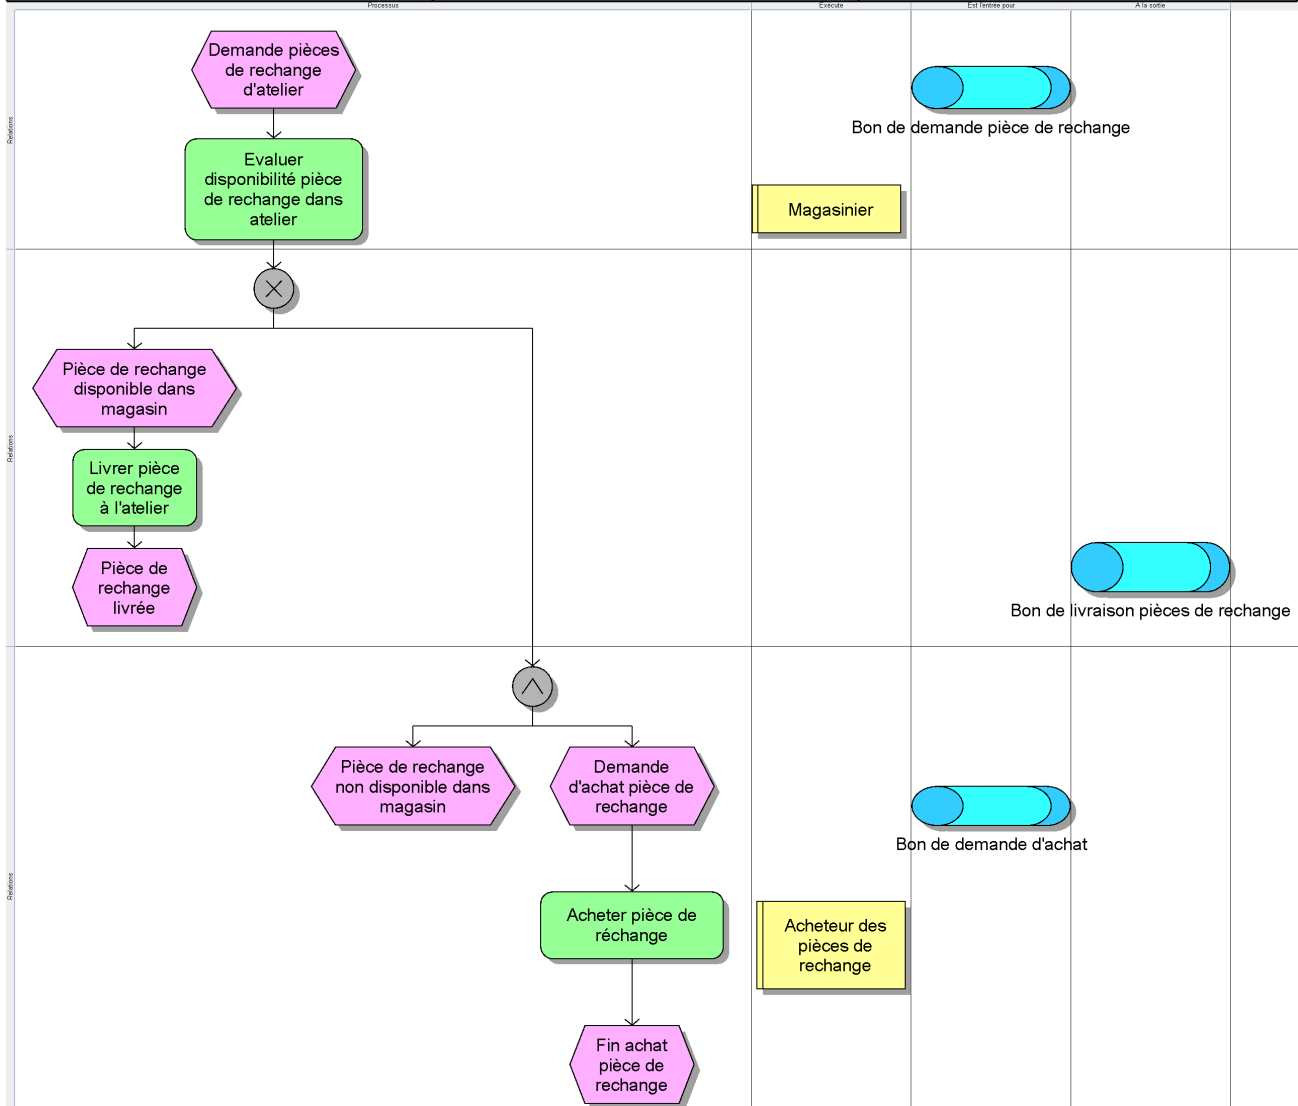 Processus
Exécute
Est l'entrée pour
A la sortie
Relations
Demande pièces
de rechange
d'atelier
Bon de demande pièce de rechange
Evaluer
disponibilité pièce
de rechange dans
atelier
Magasinier
Relations
Pièce de rechange
disponible dans
magasin
Livrer pièce
de rechange
à l'atelier
Pièce de
rechange
livrée
Bon de livraison pièces de rechange
Relations
Pièce de rechange
non disponible dans
magasin
Demande
d'achat pièce de
rechange
Bon de demande d'achat
Acheter pièce de
réchange
Acheteur des
pièces de
rechange
Fin achat
pièce de
rechange